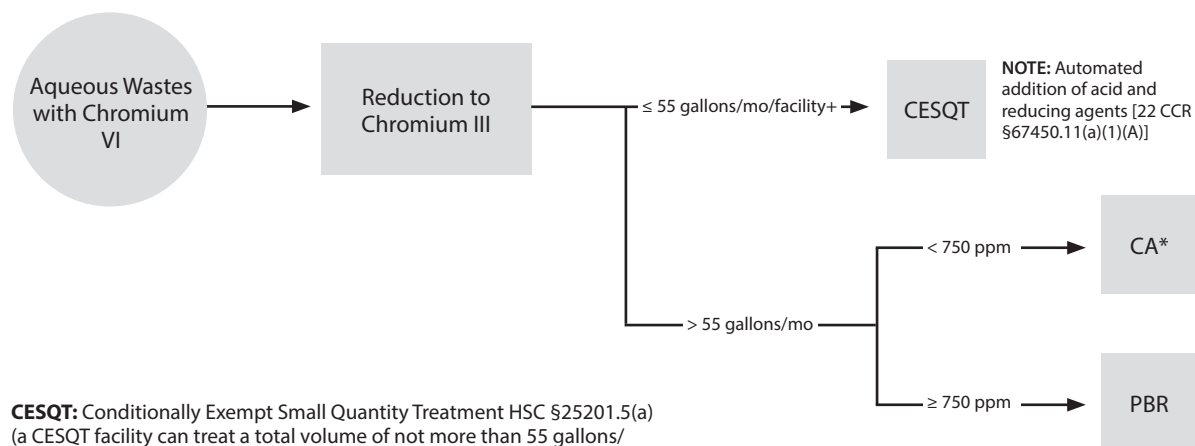 Aqueous Wastes
with Chromium
VI
Reduction to
Chromium III
≤ 55 gallons/mo/facility+
CESQT
NOTE: Automated
addition of acid and
reducing agents [22 CCR
§67450.11(a)(1)(A)]
< 750 ppm
CA*
> 55 gallons/mo
≥ 750 ppm
PBR
CESQT: Conditionally Exempt Small Quantity Treatment HSC §25201.5(a)
(a CESQT facility can treat a total volume of not more than 55 gallons/